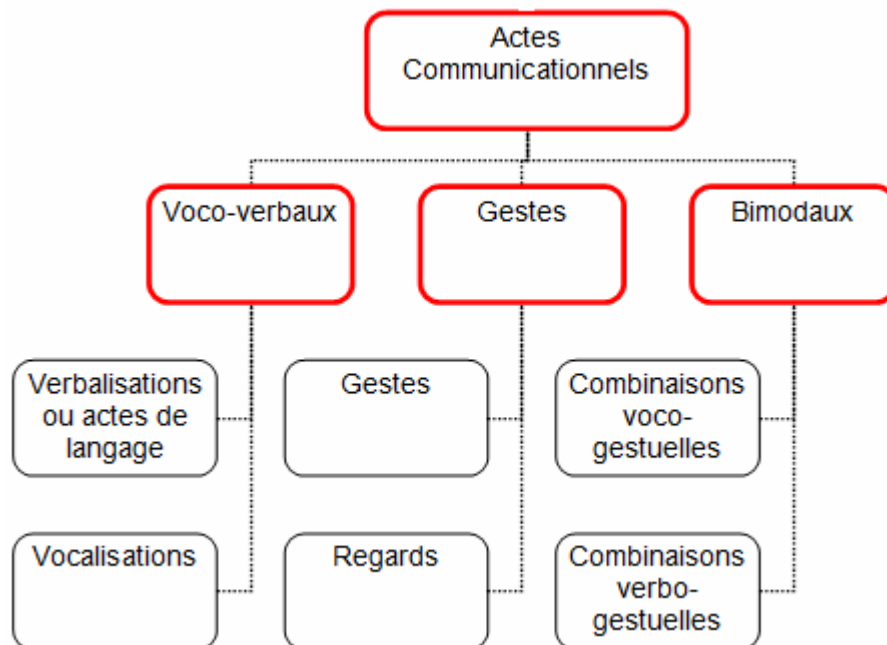 Actes
Communicationnels
Voco-verbaux
Gestes
Bimodaux
Verbalisations
ou actes de
langage
Gestes
Combinaisons
voco-
gestuelles
Vocalisations
Regards
Combinaisons
verbo-
gestuelles